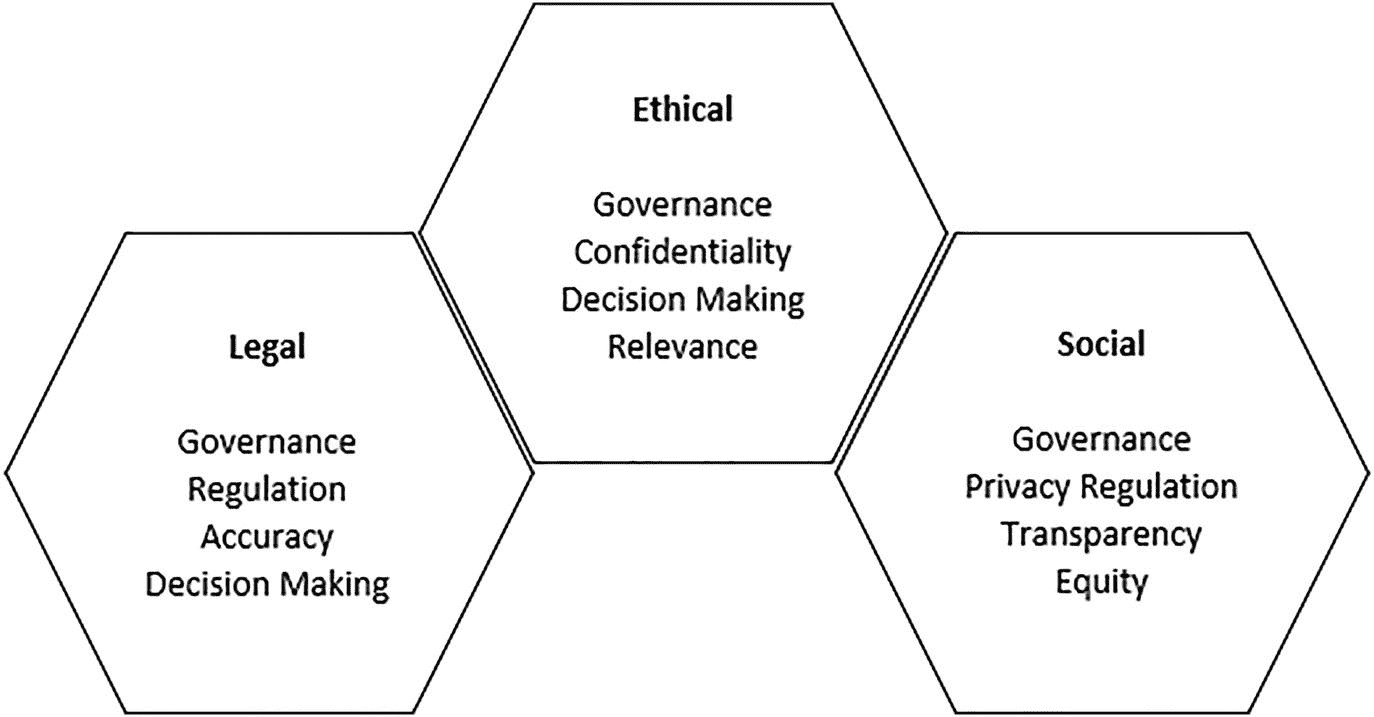 Ethical
Governance
Confidentiality
Decision Making
Relevance
Legal
Governance
Regulation
Accuracy
Decision Making
Social
Governance
Privacy Regulation
Transparency
Equity